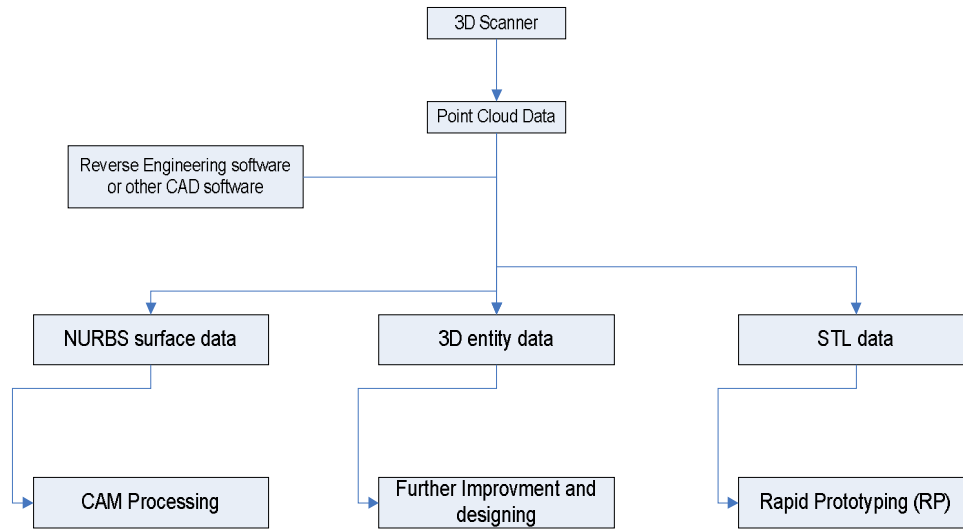 3D Scanner
Point Cloud Data
Reverse Engineering software
or other CAD software
NURBS surface data
3D entity data
STL data
CAM Processing
Further Improvment and
designing
Rapid Prototyping (RP)